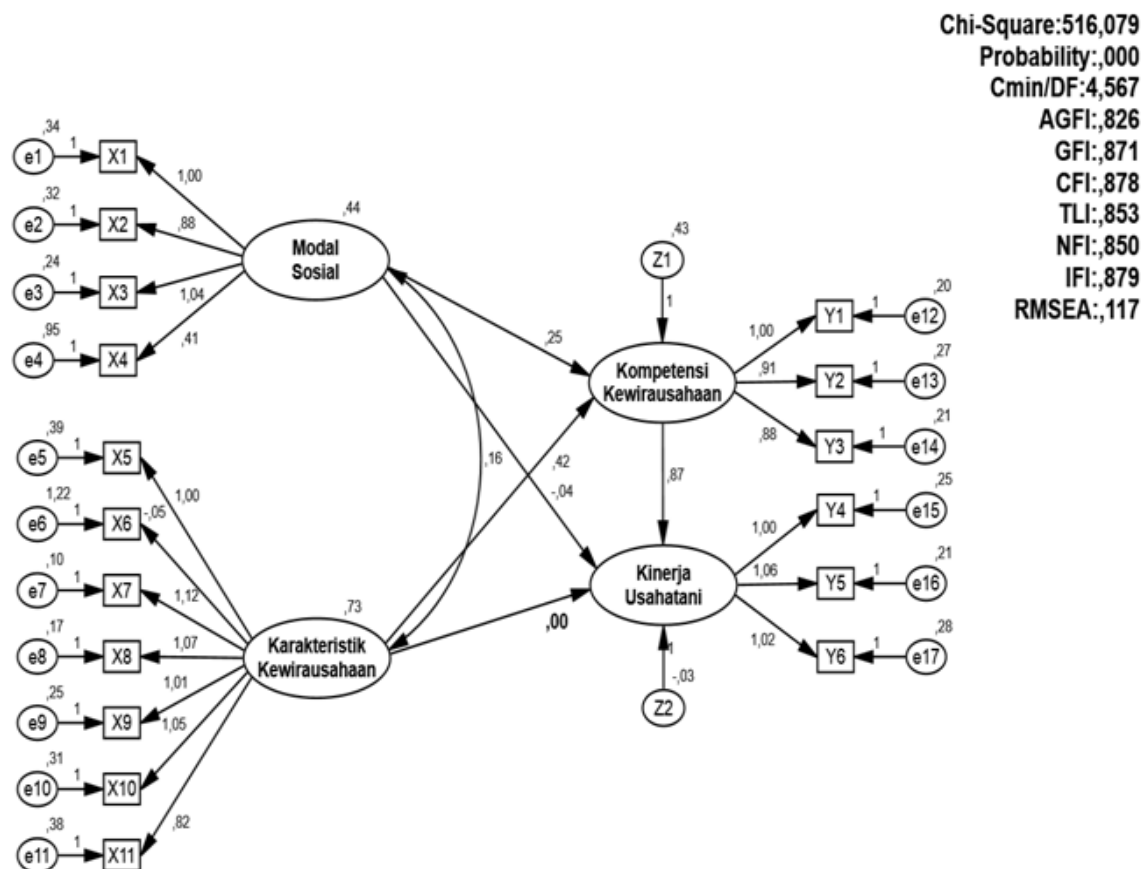 Chi-Square:516,079
Probability:,000
Cmin/DF:4,567
AGFI:,826
GFI:,871
CFI:,878
TLI:,853
NFI:,850
IFI:,879
RMSEA:,117
,34
e1 1 X1
1,00
,32
e2 1 X2
,88
,24
e3 1 X3
1,04
,95
e4 1 X4
,41
,44
Modal
Sosial
,39
e5 1 X5
1,00
1,22
e6 1 X6
-,05
,10
e7 1 X7
1,12
,17
e8 1 X8
1,07
,25
e9 1 X9
1,01
,31
e10 1 X10
1,05
,38
e11 1 X11
,82
,73
Karakteristik
Kewirausahaan
,25
,16
,42
-,04
,00
,43
Z1
1
Kompetensi
Kewirausahaan
,87
Kinerja
Usahatani
1
-,03
Z2
,20
1,00 Y1 1 e12
,27
,91 Y2 1 e13
,21
,88 Y3 1 e14
,25
1,00 Y4 1 e15
,21
1,06 Y5 1 e16
,28
1,02 Y6 1 e17